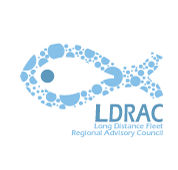 LDRAC
Long Distance Fleet
Regional Advisory Council